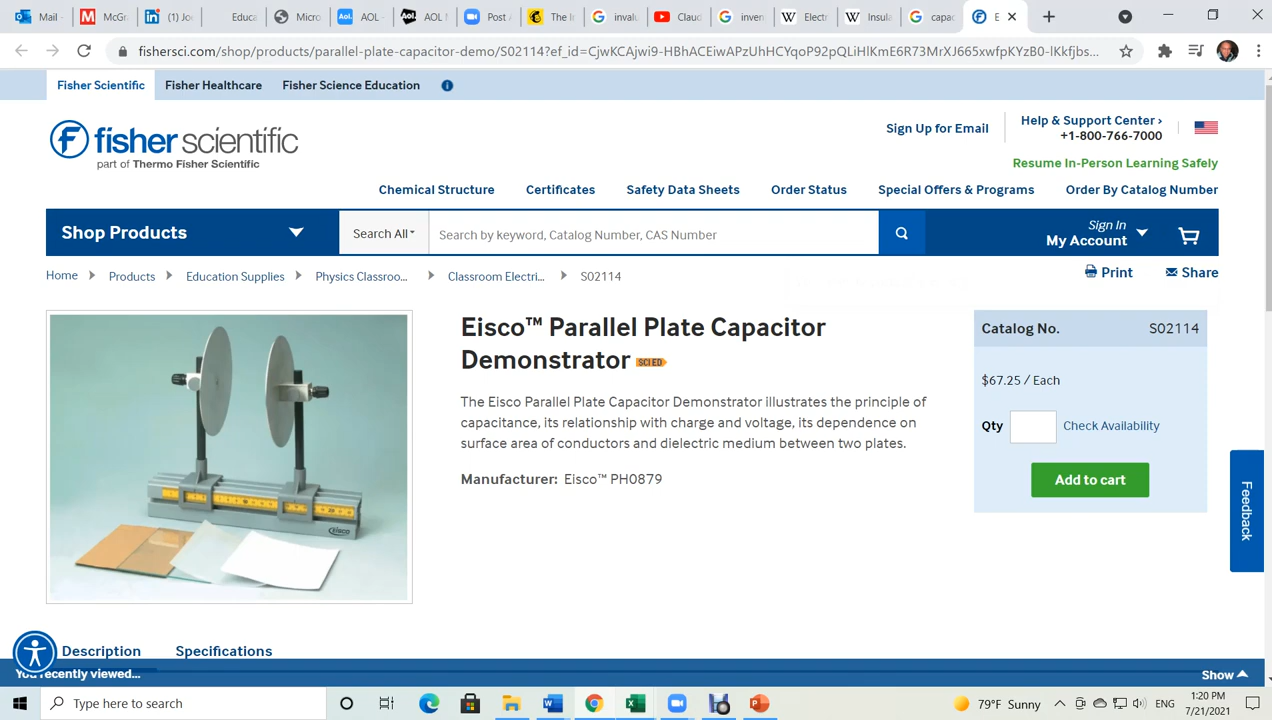 Mail -
McGr
(1) Jo
Educa
Micro
AOL -
AOL M
Post A
The la
invalu
Claud
inven
Electr
Insula
capac
E
fishersci.com/shop/products/parallel-plate-capacitor-demo/S02114?ef_id=CjwKCAjwi9-HBhACEiwAPzUhHCYqoP92pQLiHlKmE6R73MrXJ665xwfpKYzB0-IKkfjbs...
Fisher Scientific
Fisher Healthcare
Fisher Science Education
fisher scientific
part of Thermo Fisher Scientific
Sign Up for Email
Help & Support Center ›
+1-800-766-7000
Resume In-Person Learning Safely
Chemical Structure
Certificates
Safety Data Sheets
Order Status
Special Offers & Programs
Order By Catalog Number
Shop Products
Search All
Search by keyword, Catalog Number, CAS Number
Sign In
My Account
Home
Products
Education Supplies
Physics Classroo...
Classroom Electri...
S02114
Print
Share
Eisco™ Parallel Plate Capacitor
Demonstrator SCI ED
The Eisco Parallel Plate Capacitor Demonstrator illustrates the principle of
capacitance, its relationship with charge and voltage, its dependence on
surface area of conductors and dielectric medium between two plates.
Manufacturer: Eisco™ PH0879
Catalog No. S02114
$67.25 / Each
Qty
Check Availability
Add to cart
Feedback
eisco
Description
Specifications
You recently viewed...
Show
Type here to search
79°F Sunny
ENG
1:20 PM
7/21/2021